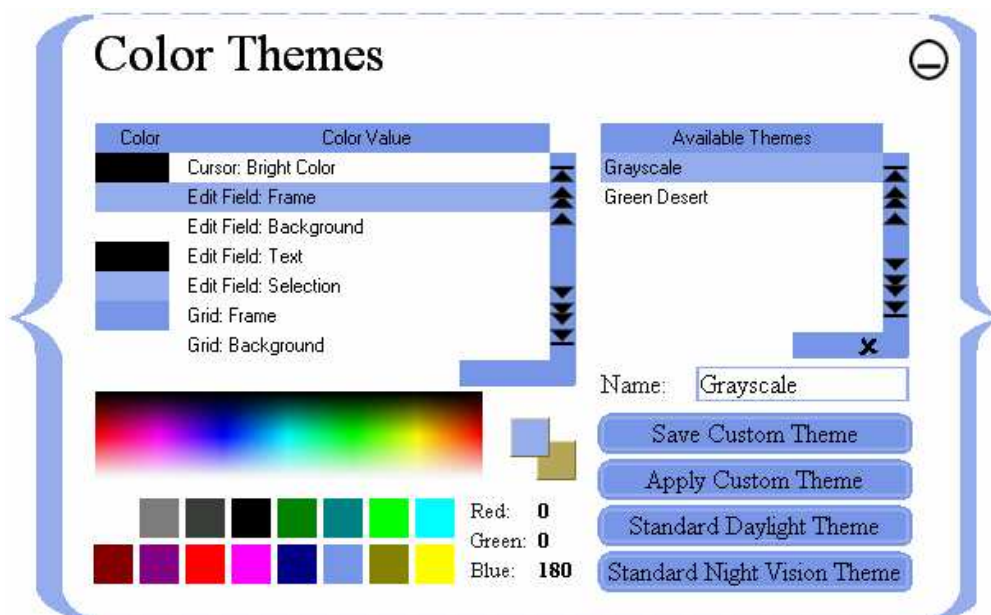 Color Themes
Color Color Value
Cursor: Bright Color
Edit Field: Frame
Edit Field: Background
Edit Field: Text
Edit Field: Selection
Grid: Frame
Grid: Background
Available Themes
Grayscale
Green Desert
Name: Grayscale
Save Custom Theme
Apply Custom Theme
Standard Daylight Theme
Standard Night Vision Theme
Red: 0
Green: 0
Blue: 180